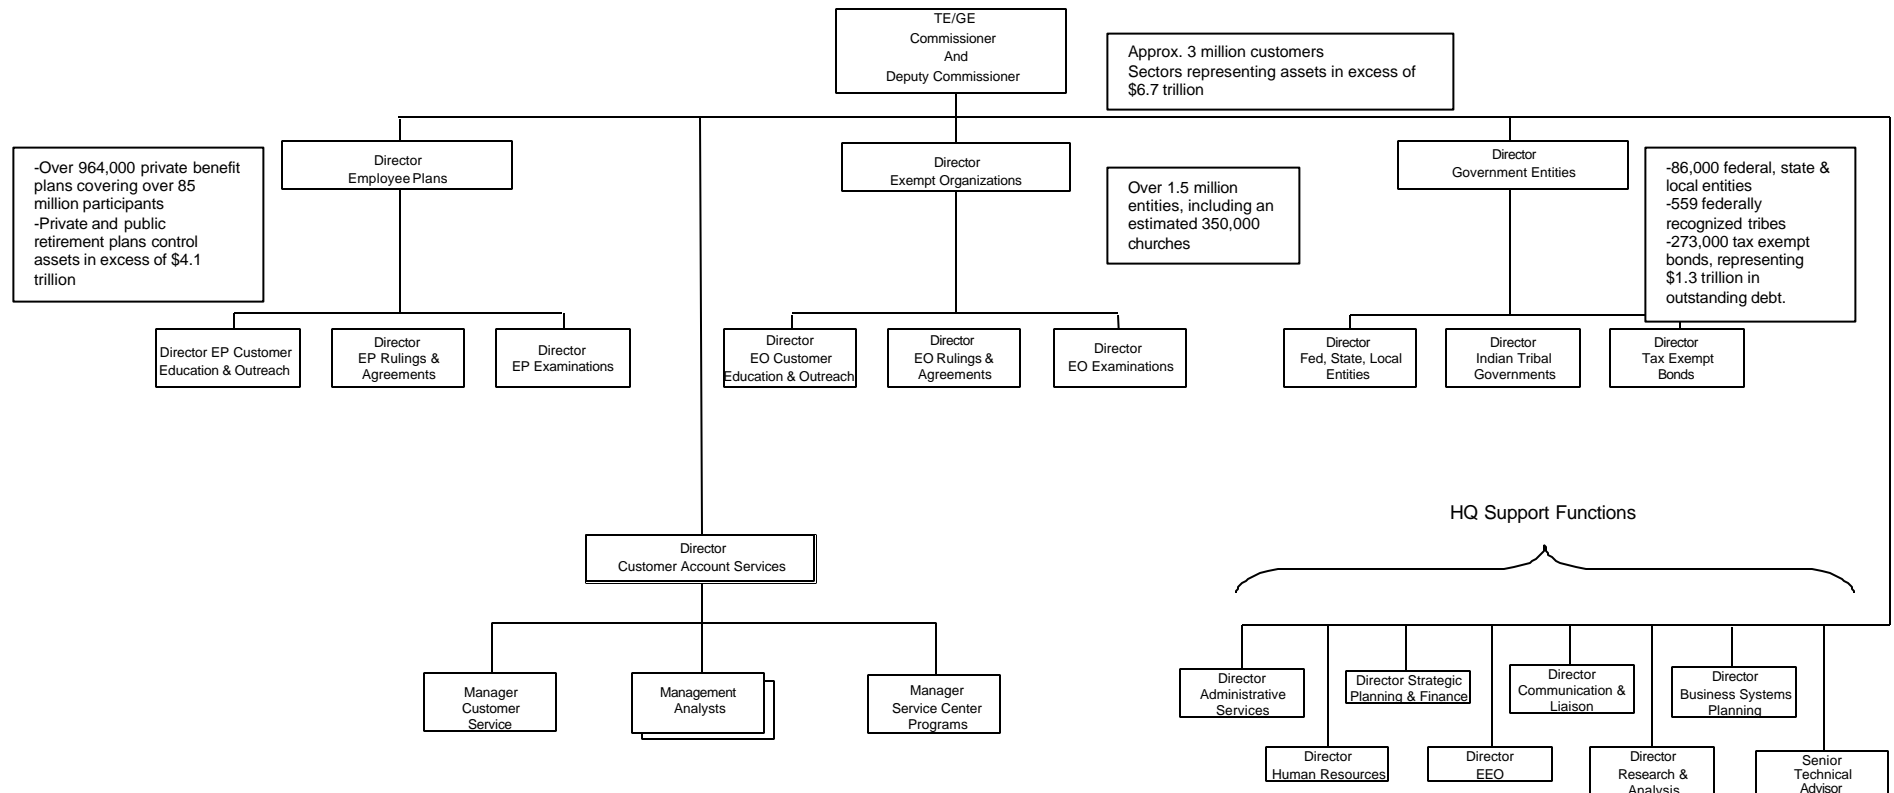 TE/GE
Commissioner
And
Deputy Commissioner
Approx. 3 million customers
Sectors representing assets in excess of
$6.7 trillion
-Over 964,000 private benefit
plans covering over 85
million participants
-Private and public
retirement plans control
assets in excess of $4.1
trillion
Director
Employee Plans
Director
Exempt Organizations
Over 1.5 million
entities, including an
estimated 350,000
churches
Director
Government Entities
-86,000 federal, state &
local entities
-559 federally
recognized tribes
-273,000 tax exempt
bonds, representing
$1.3 trillion in
outstanding debt.
Director EP Customer
Education & Outreach
Director
EP Rulings &
Agreements
Director
EP Examinations
Director
EO Customer
Education & Outreach
Director
EO Rulings &
Agreements
Director
EO Examinations
Director
Fed, State, Local
Entities
Director
Indian Tribal
Governments
Director
Tax Exempt
Bonds
HQ Support Functions
Director
Customer Account Services
Manager
Customer
Service
Management
Analysts
Manager
Service Center
Programs
Director
Administrative
Services
Director Strategic
Planning & Finance
Director
Communication &
Liaison
Director
Business Systems
Planning
Director
Human Resources
Director
EEO
Director
Research &
Analysis
Senior
Technical
Advisor